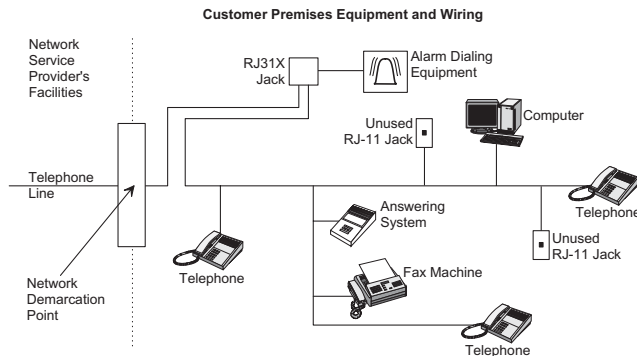 Customer Premises Equipment and Wiring
Network
Service
Provider's
Facilities
RJ31X
Jack
Alarm Dialing
Equipment
Unused
RJ-11 Jack
Computer
Telephone
Line
Answering
System
Telephone
Unused
RJ-11 Jack
Telephone
Fax Machine
Network
Demarcation
Point
Telephone